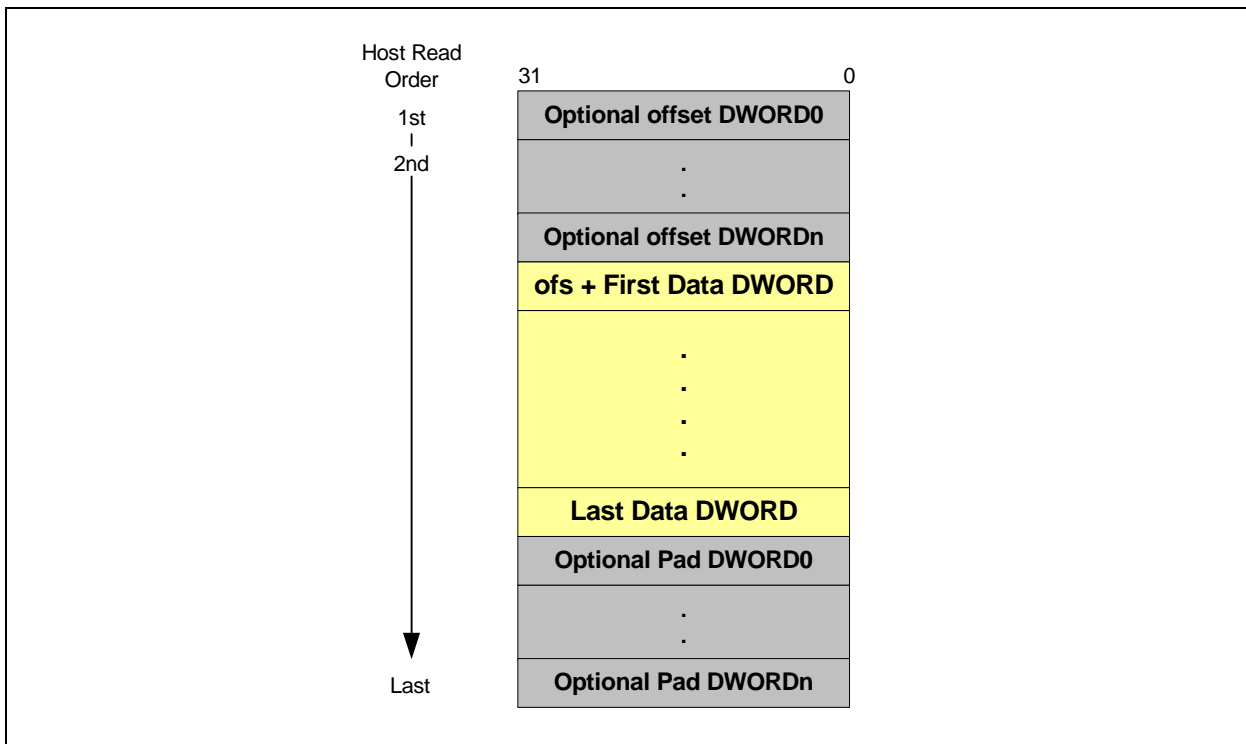 Host Read
Order
31 0
1st
Optional offset DWORD0
2nd
.
.
Optional offset DWORDn
ofs + First Data DWORD
.
.
.
.
Last Data DWORD
Optional Pad DWORD0
.
.
Last
Optional Pad DWORDn